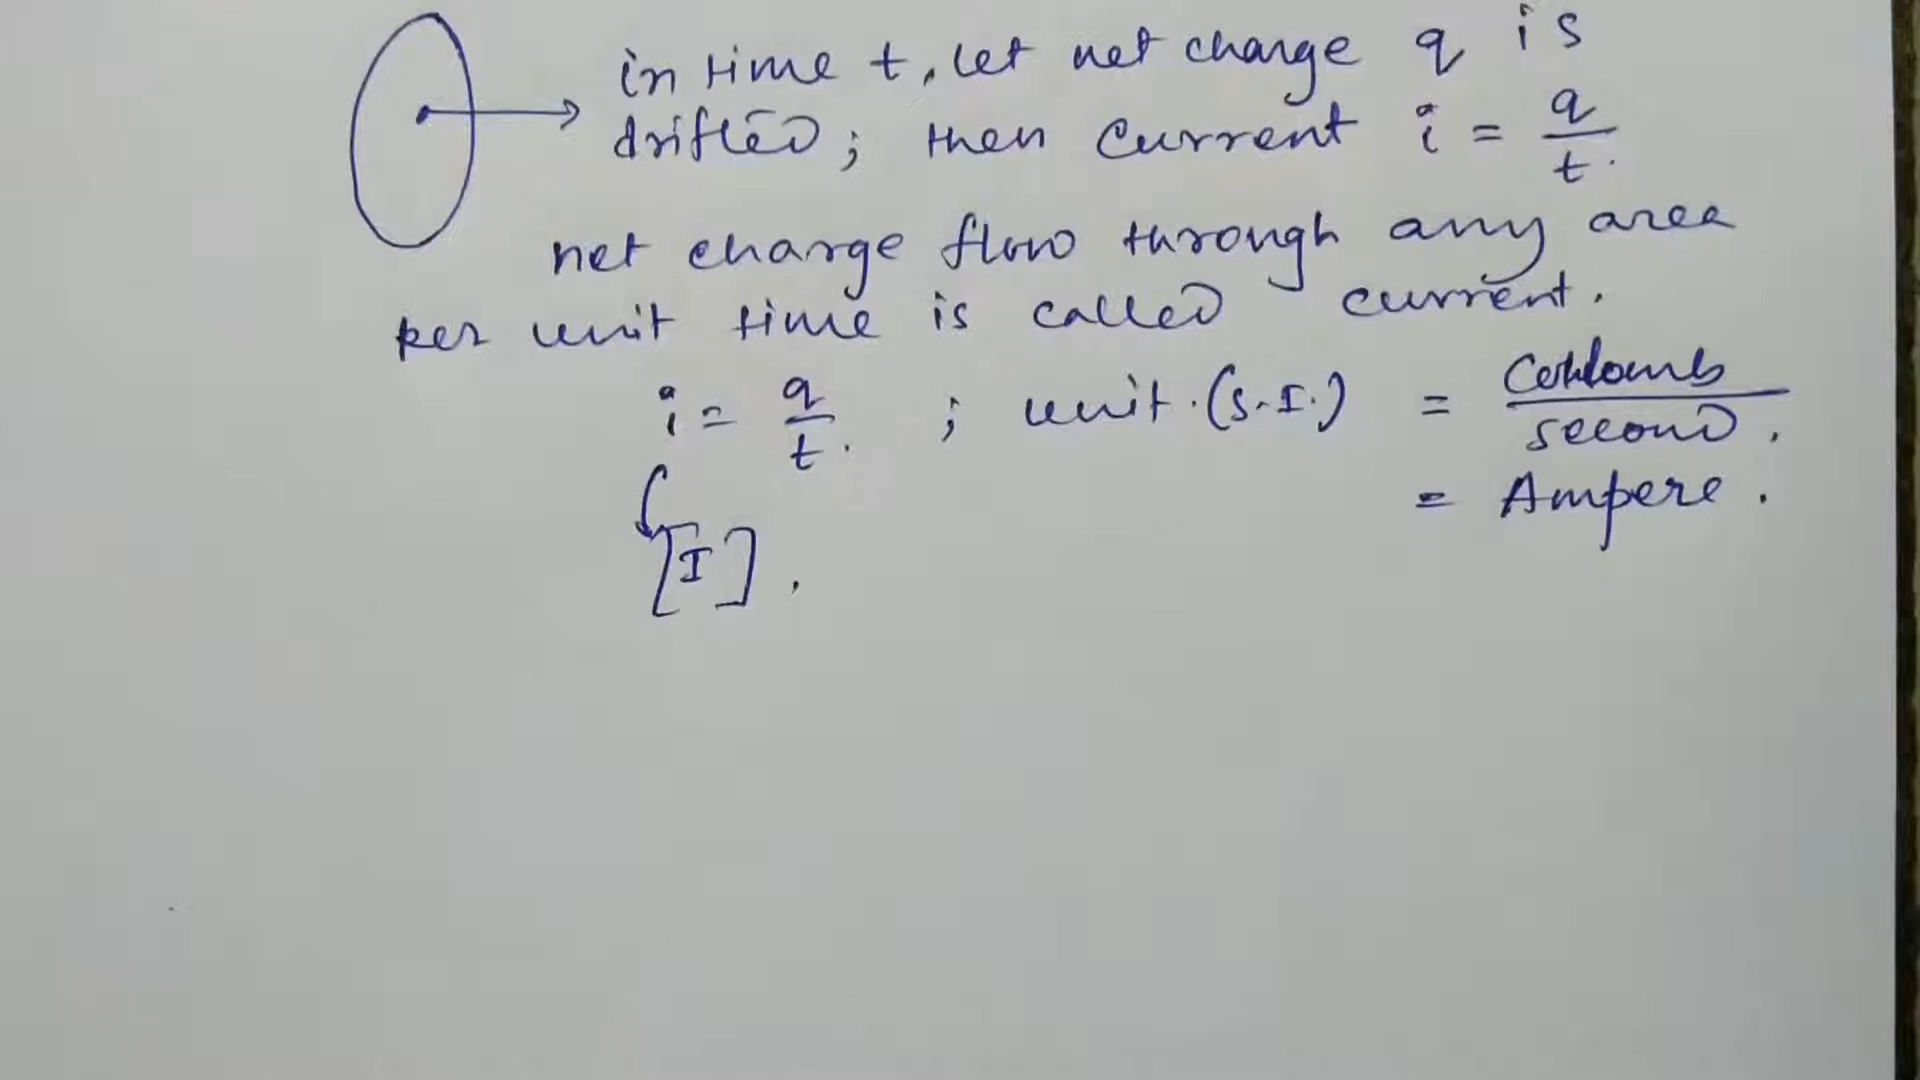 in time t, let net charge q is
drifted; then current i = q/t.
net charge flow through any area
per unit time is called current.
i = q/t. ; unit.(S.I.) = Coulomb/second.
= Ampere.
[I].